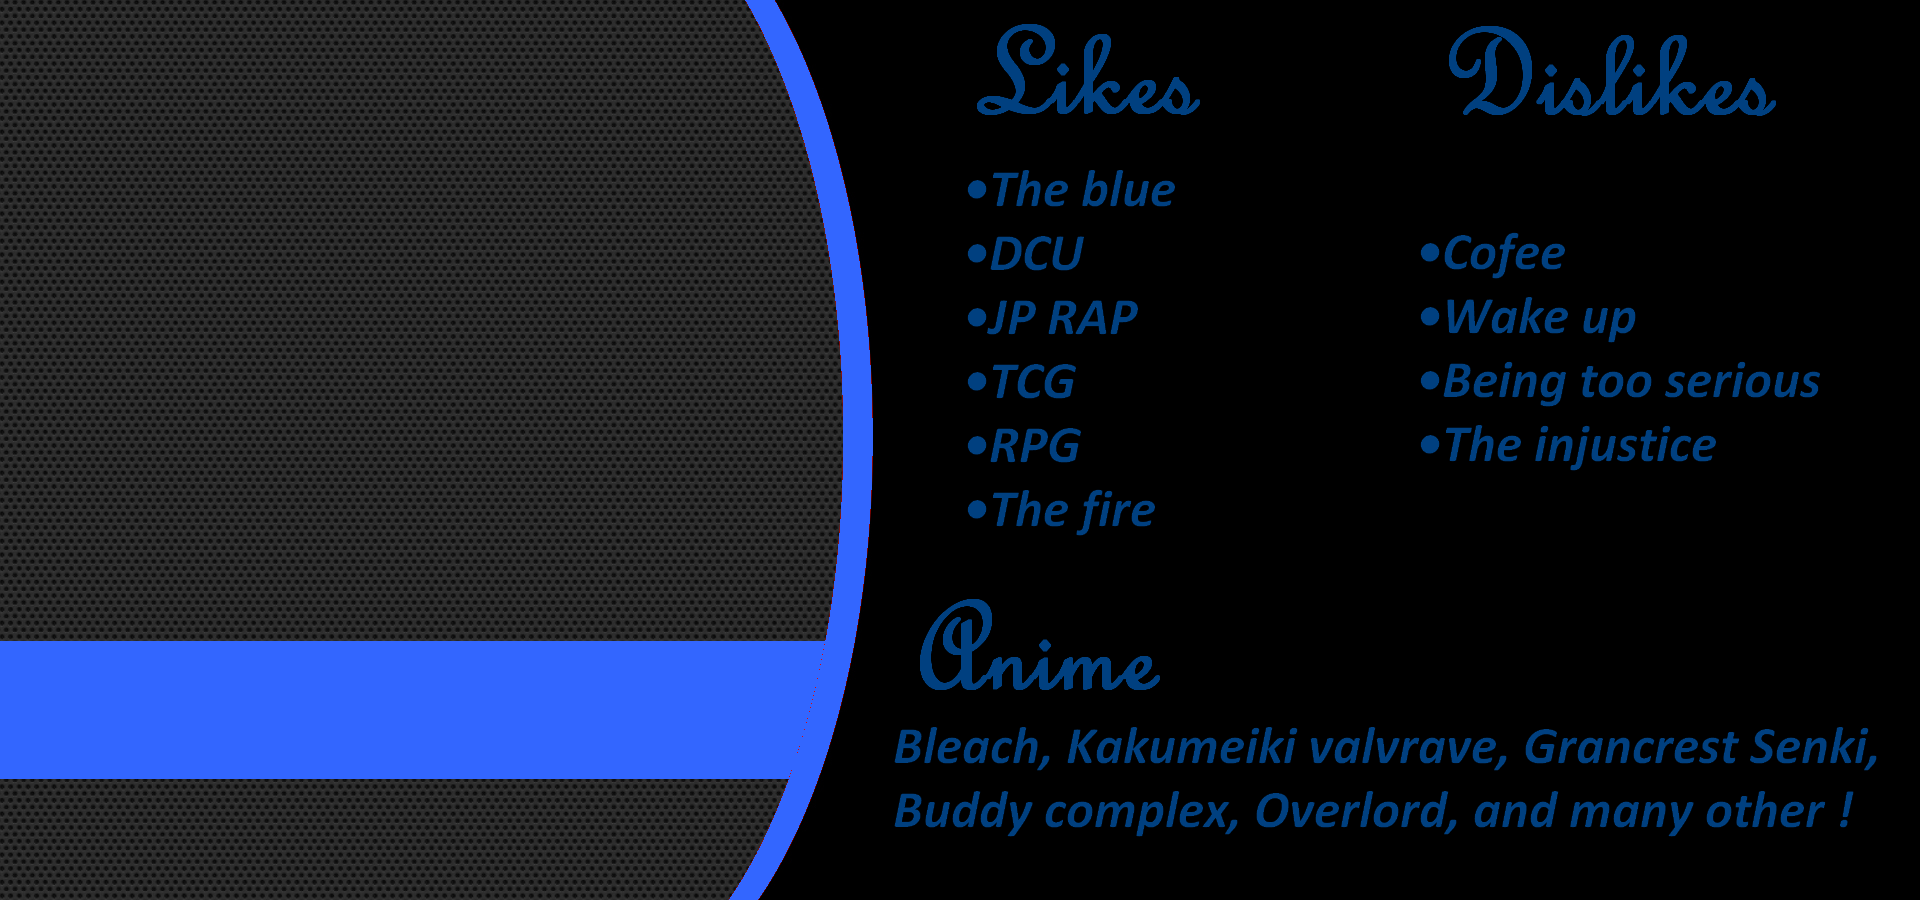 Likes
•The blue
•DCU
•JP RAP
•TCG
•RPG
•The fire
Dislikes
•Cofee
•Wake up
•Being too serious
•The injustice
Anime
Bleach, Kakumeiki valvrave, Grancrest Senki,
Buddy complex, Overlord, and many other !